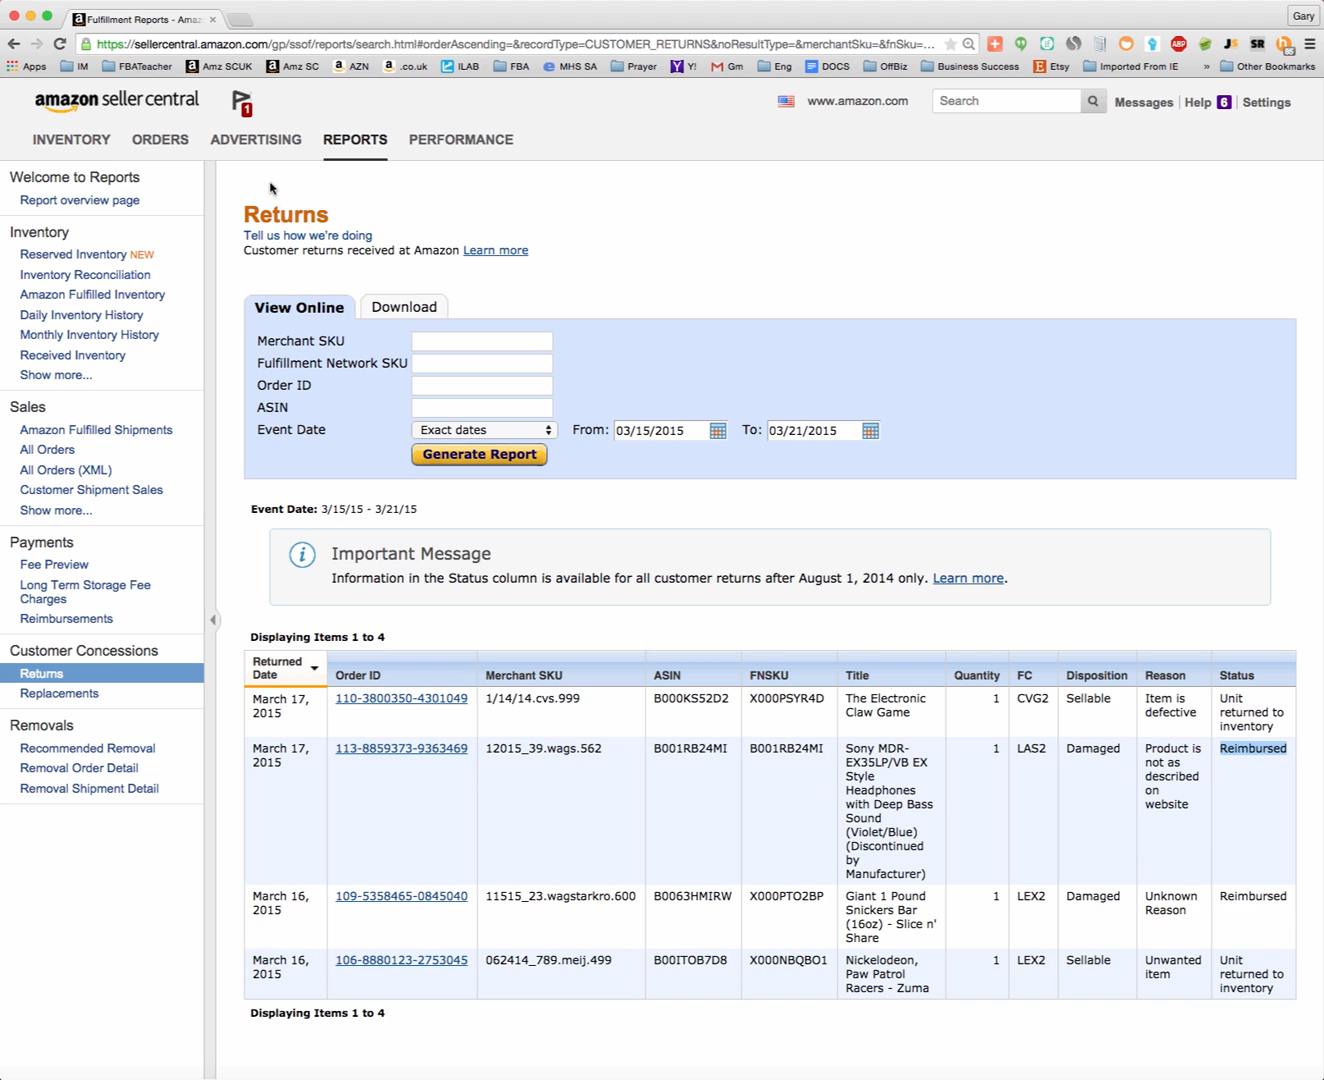 Fulfillment Reports - Amaz
Gary
https://sellercentral.amazon.com/gp/ssof/reports/search.html#orderAscending=&recordType=CUSTOMER_RETURNS&noResultType=&merchantSku=&fnSku=...
ABP
JS
SR
Apps
IM
FBATeacher
Amz SCUK
Amz SC
AZN
.co.uk
ILAB
FBA
MHS SA
Prayer
Y!
Gm
Eng
DOCS
OffBiz
Business Success
Etsy
Imported From IE
»
Other Bookmarks
amazon seller central
1
www.amazon.com
Search
Messages | Help 6 | Settings
INVENTORY
ORDERS
ADVERTISING
REPORTS
PERFORMANCE
Welcome to Reports
Report overview page
Inventory
Reserved Inventory NEW
Inventory Reconciliation
Amazon Fulfilled Inventory
Daily Inventory History
Monthly Inventory History
Received Inventory
Show more...
Sales
Amazon Fulfilled Shipments
All Orders
All Orders (XML)
Customer Shipment Sales
Show more...
Payments
Fee Preview
Long Term Storage Fee
Charges
Reimbursements
Customer Concessions
Returns
Replacements
Removals
Recommended Removal
Removal Order Detail
Removal Shipment Detail
Returns
Tell us how we're doing
Customer returns received at Amazon Learn more
View Online
Download
Merchant SKU
Fulfillment Network SKU
Order ID
ASIN
Event Date
Exact dates
From: 03/15/2015
To: 03/21/2015
Generate Report
Event Date: 3/15/15 - 3/21/15
Important Message
Information in the Status column is available for all customer returns after August 1, 2014 only. Learn more.
Displaying Items 1 to 4
Returned
Date
Order ID
Merchant SKU
ASIN
FNSKU
Title
Quantity
FC
Disposition
Reason
Status
March 17,
2015
110-3800350-4301049
1/14/14.cvs.999
B000KS52D2
X000PSYR4D
The Electronic
Claw Game
1
CVG2
Sellable
Item is
defective
Unit
returned to
inventory
March 17,
2015
113-8859373-9363469
12015_39.wags.562
B001RB24MI
B001RB24MI
Sony MDR-
EX35LP/VB EX
Style
Headphones
with Deep Bass
Sound
(Violet/Blue)
(Discontinued
by
Manufacturer)
1
LAS2
Damaged
Product is
not as
described
on
website
Reimbursed
March 16,
2015
109-5358465-0845040
11515_23.wagstarkro.600
B0063HMIRW
X000PTO2BP
Giant 1 Pound
Snickers Bar
(16oz) - Slice n'
Share
1
LEX2
Damaged
Unknown
Reason
Reimbursed
March 16,
2015
106-8880123-2753045
062414_789.meij.499
B00ITOB7D8
X000NBQBO1
Nickelodeon,
Paw Patrol
Racers - Zuma
1
LEX2
Sellable
Unwanted
item
Unit
returned to
inventory
Displaying Items 1 to 4